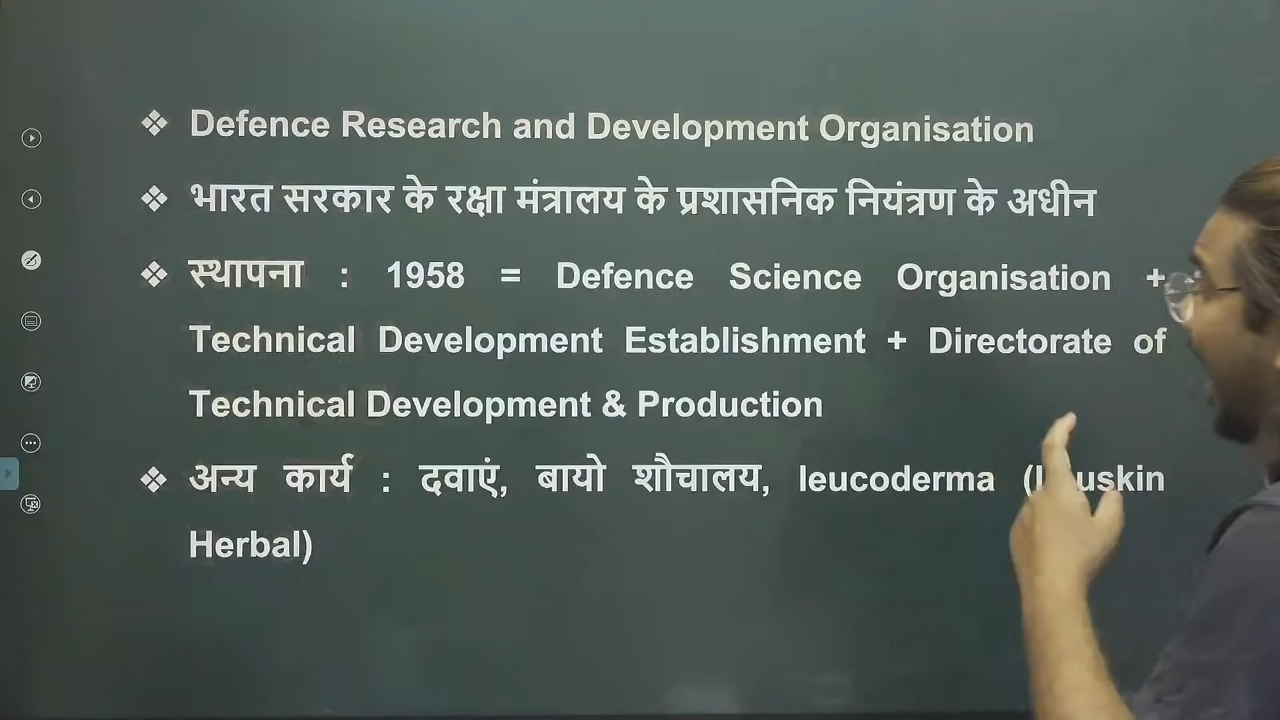 ❖ Defence Research and Development Organisation
❖ भारत सरकार के रक्षा मंत्रालय के प्रशासनिक नियंत्रण के अधीन
❖ स्थापना : 1958 = Defence Science Organisation +
Technical Development Establishment + Directorate of
Technical Development & Production
❖ अन्य कार्य : दवाएं, बायो शौचालय, leucoderma
Herbal)